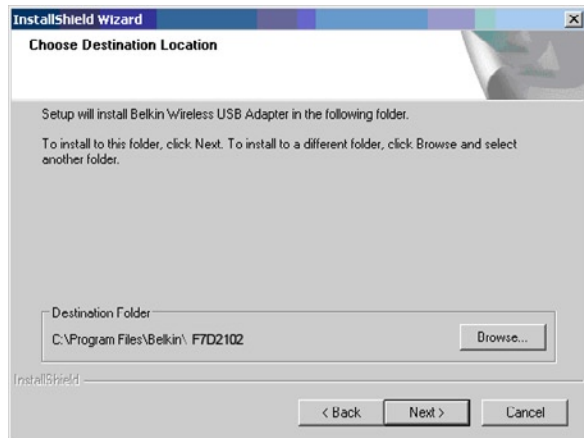 InstallShield Wizard
Choose Destination Location
Setup will install Belkin Wireless USB Adapter in the following folder.
To install to this folder, click Next. To install to a different folder, click Browse and select
another folder.
Destination Folder
C:\Program Files\Belkin\ F7D2102
Browse...
InstallShield
< Back
Next >
Cancel